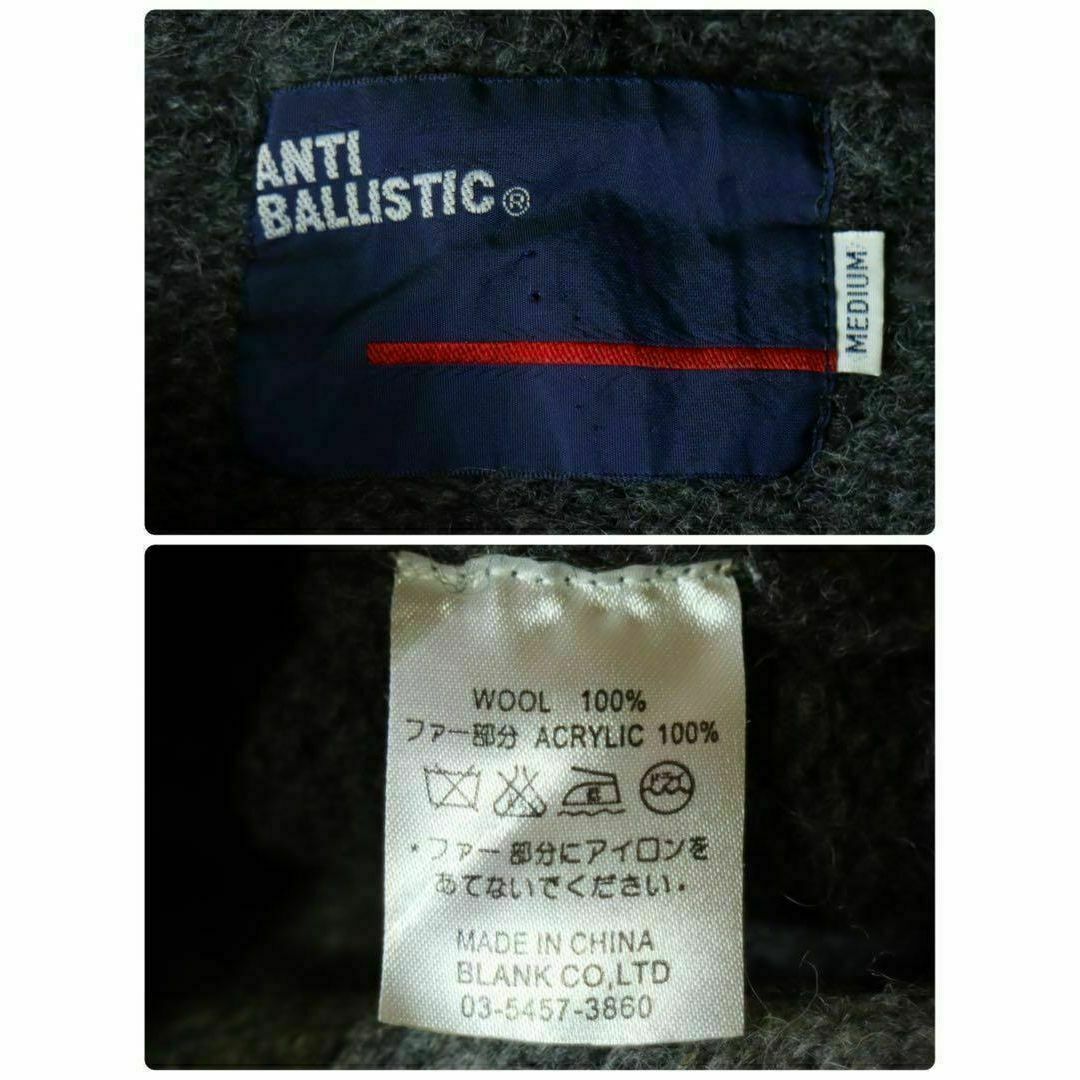 ANTI
BALLISTIC®
MEDIUM
WOOL 100%
ファー部分 ACRYLIC 100%
ドライ
・ファー部分にアイロンを
あてないでください.
MADE IN CHINA
BLANK CO,LTD
03-5457-3860